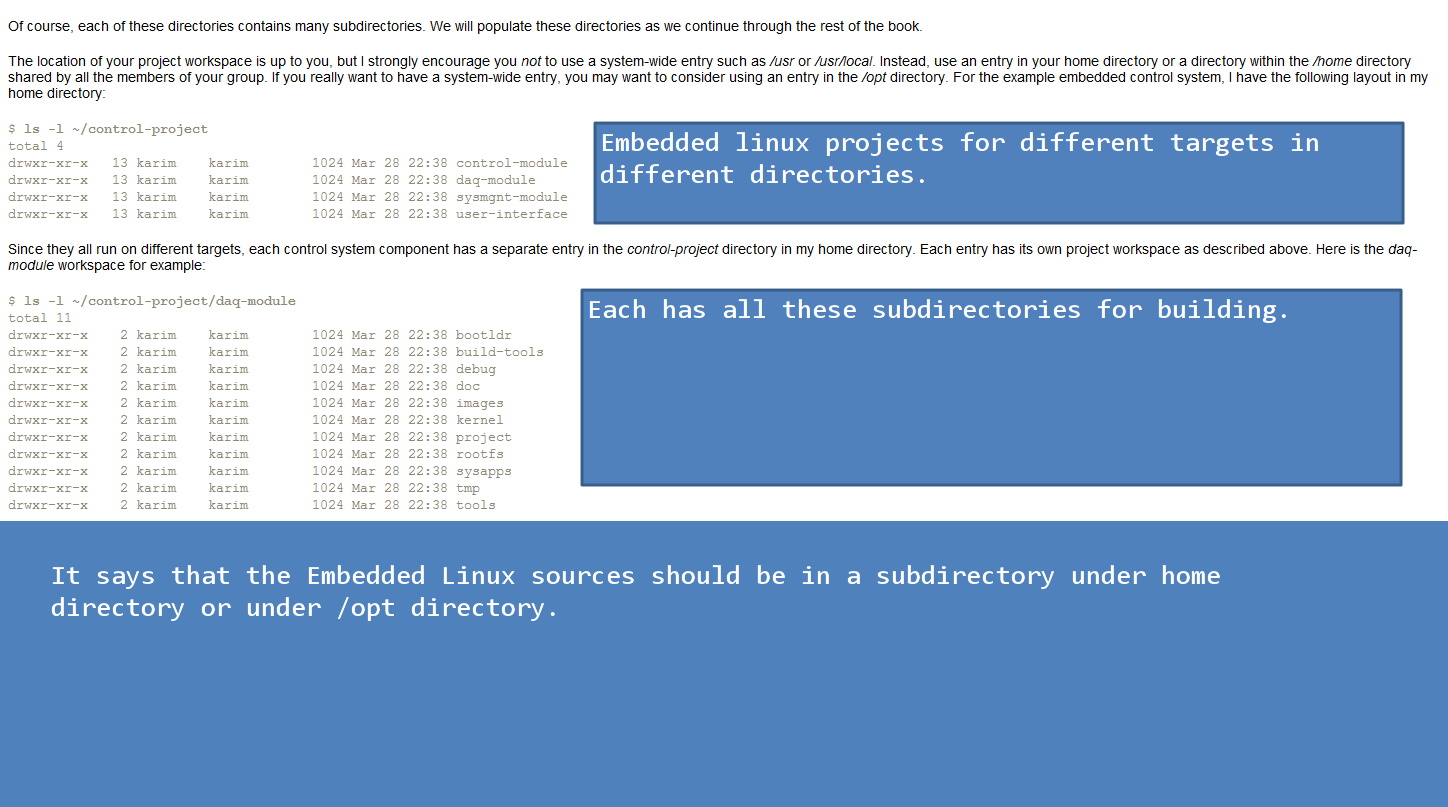 Of course, each of these directories contains many subdirectories. We will populate these directories as we continue through the rest of the book.
The location of your project workspace is up to you, but I strongly encourage you not to use a system-wide entry such as /usr or /usr/local. Instead, use an entry in your home directory or a directory within the /home directory
shared by all the members of your group. If you really want to have a system-wide entry, you may want to consider using an entry in the /opt directory. For the example embedded control system, I have the following layout in my
home directory:
$ ls -l ~/control-project
total 4
drwxr-xr-x   13 karim    karim        1024 Mar 28 22:38 control-module
drwxr-xr-x   13 karim    karim        1024 Mar 28 22:38 daq-module
drwxr-xr-x   13 karim    karim        1024 Mar 28 22:38 sysmgnt-module
drwxr-xr-x   13 karim    karim        1024 Mar 28 22:38 user-interface
Embedded linux projects for different targets in
different directories.
Since they all run on different targets, each control system component has a separate entry in the control-project directory in my home directory. Each entry has its own project workspace as described above. Here is the daq-
module workspace for example:
$ ls -l ~/control-project/daq-module
total 11
drwxr-xr-x    2 karim    karim        1024 Mar 28 22:38 bootldr
drwxr-xr-x    2 karim    karim        1024 Mar 28 22:38 build-tools
drwxr-xr-x    2 karim    karim        1024 Mar 28 22:38 debug
drwxr-xr-x    2 karim    karim        1024 Mar 28 22:38 doc
drwxr-xr-x    2 karim    karim        1024 Mar 28 22:38 images
drwxr-xr-x    2 karim    karim        1024 Mar 28 22:38 kernel
drwxr-xr-x    2 karim    karim        1024 Mar 28 22:38 project
drwxr-xr-x    2 karim    karim        1024 Mar 28 22:38 rootfs
drwxr-xr-x    2 karim    karim        1024 Mar 28 22:38 sysapps
drwxr-xr-x    2 karim    karim        1024 Mar 28 22:38 tmp
drwxr-xr-x    2 karim    karim        1024 Mar 28 22:38 tools
Each has all these subdirectories for building.
It says that the Embedded Linux sources should be in a subdirectory under home
directory or under /opt directory.